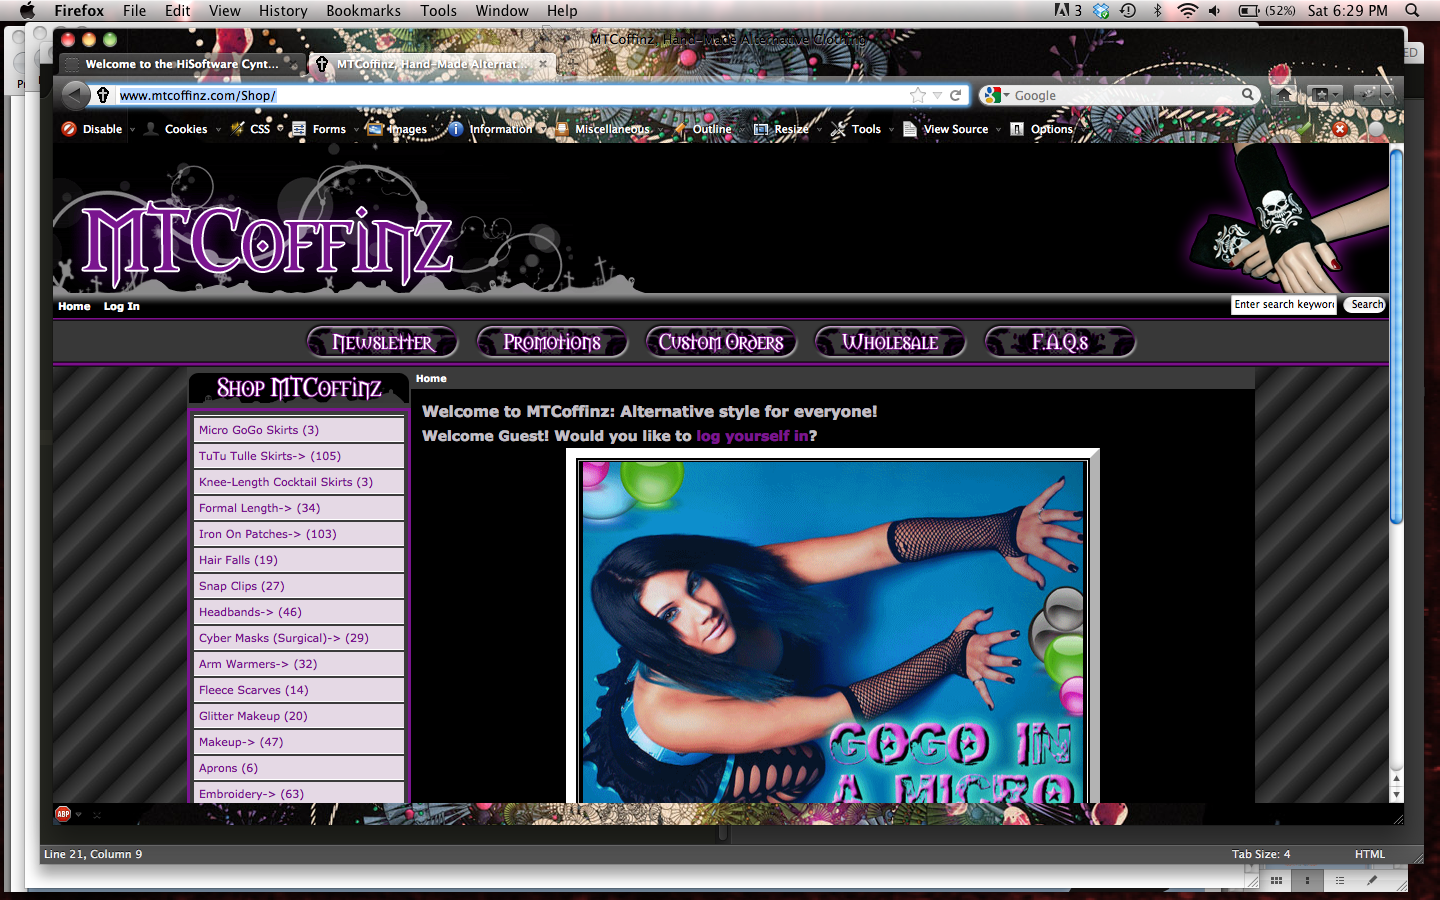 Firefox File Edit View History Bookmarks Tools Window Help
3 (52%) Sat 6:29 PM
MTCoffinz, Hand-Made Alternative Clothing
Welcome to the HiSoftware Cynt...
MTCoffinz, Hand-Made Alternat...
www.mtcoffinz.com/Shop/
Google
Disable Cookies CSS Forms Images Information Miscellaneous Outline Resize Tools View Source Options
MTCoffinz
Home Log In
Enter search keywor
Search
Newsletter Promotions Custom Orders Wholesale F.A.Qs
Shop MTCoffinz
Home
Welcome to MTCoffinz: Alternative style for everyone!
Welcome Guest! Would you like to log yourself in?
Micro GoGo Skirts (3)
TuTu Tulle Skirts-> (105)
Knee-Length Cocktail Skirts (3)
Formal Length-> (34)
Iron On Patches-> (103)
Hair Falls (19)
Snap Clips (27)
Headbands-> (46)
Cyber Masks (Surgical)-> (29)
Arm Warmers-> (32)
Fleece Scarves (14)
Glitter Makeup (20)
Makeup-> (47)
Aprons (6)
Embroidery-> (63)
GOGO IN
A MICRO
ABP
Line 21, Column 9
Tab Size: 4
HTML